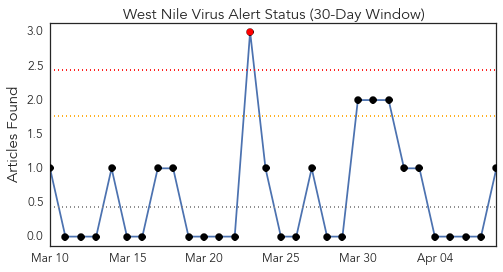 West Nile Virus Alert Status (30-Day Window)
Articles Found
3.0
2.5
2.0
1.5
1.0
0.5
0.0
Mar 10 Mar 15 Mar 20 Mar 25 Mar 30 Apr 04